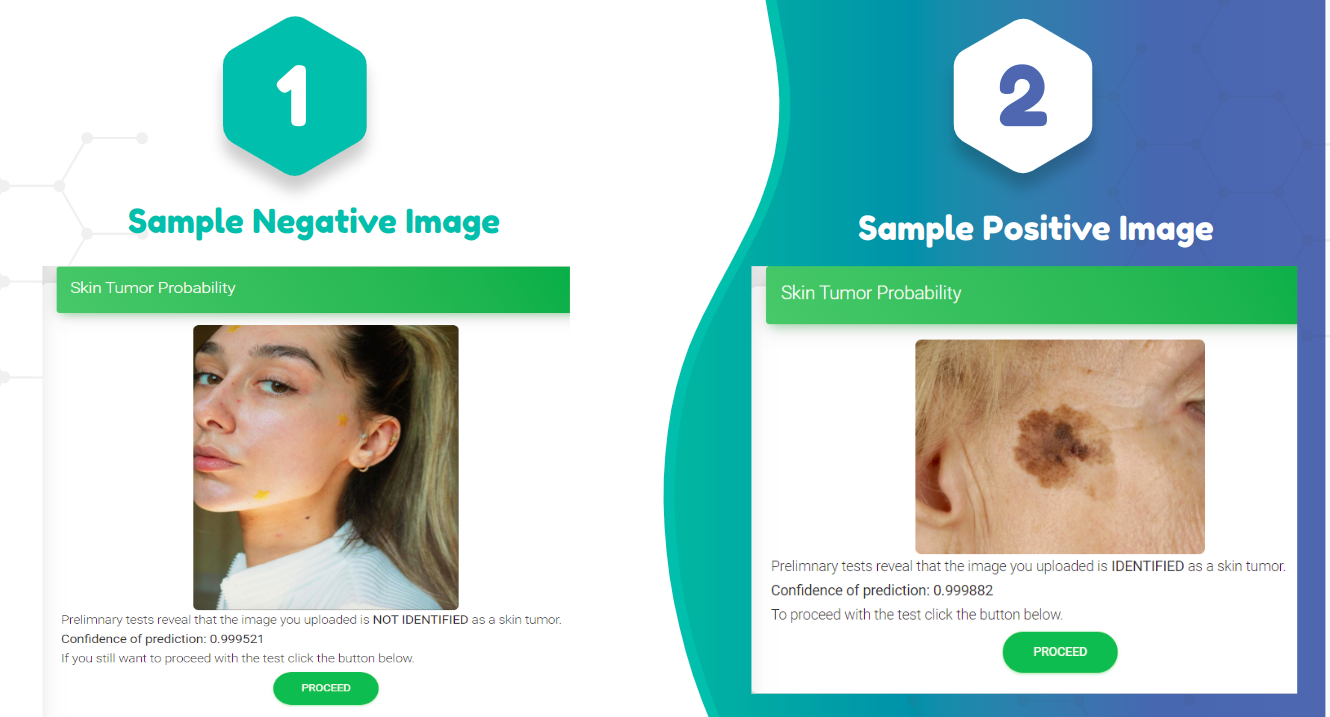 1
Sample Negative Image
Skin Tumor Probability
Prelimnary tests reveal that the image you uploaded is NOT IDENTIFIED as a skin tumor.
Confidence of prediction: 0.999521
If you still want to proceed with the test click the button below.
PROCEED
2
Sample Positive Image
Skin Tumor Probability
Prelimnary tests reveal that the image you uploaded is IDENTIFIED as a skin tumor.
Confidence of prediction: 0.999882
To proceed with the test click the button below.
PROCEED